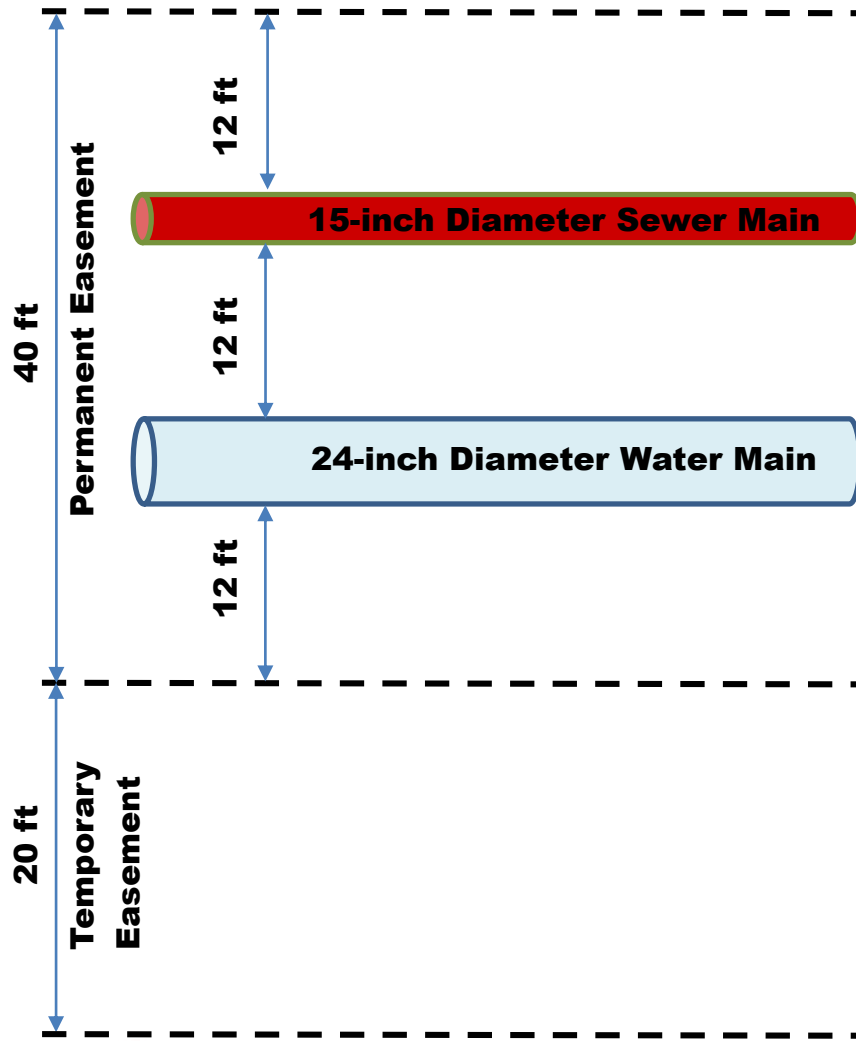 12 ft
15-inch Diameter Sewer Main
40 ft
Permanent Easement
12 ft
24-inch Diameter Water Main
12 ft
20 ft
Temporary
Easement